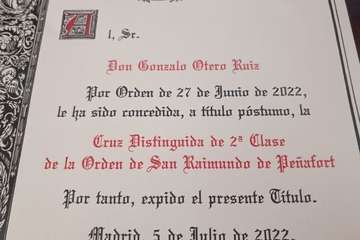 Al, Sr.
Don Gonzalo Otero Ruiz
Por Orden de 27 de Junio de 2022,
le ha sido concedida, a título póstumo, la
Cruz Distinguida de 2ª Clase
de la Orden de San Raimundo de Peñafort
Por tanto, expido el presente Título.
Madrid, 5 de Julio de 2022.